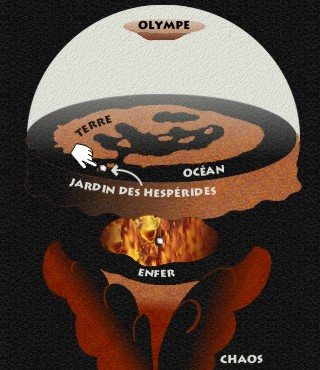 OLYMPE
TERRE
OCÉAN
JARDIN DES HESPÉRIDES
ENFER
CHAOS